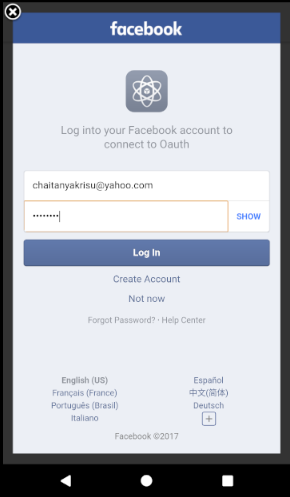 facebook
Log into your Facebook account to
connect to Oauth
chaitanyakrisu@yahoo.com
••••••••
SHOW
Log In
Create Account
Not now
Forgot Password? · Help Center
English (US)
Español
Français (France)
中文(简体)
Português (Brasil)
Deutsch
Italiano
Facebook ©2017